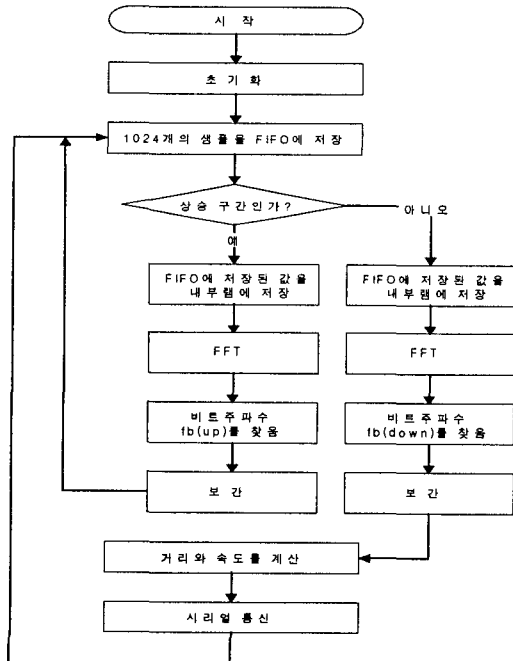 시 작
초 기 화
1024개의 샘플을 FIFO에 저장
상승 구간인가?
아니오
예
FIFO에 저장된 값을
내부램에 저장
FFT
비트주파수
fb(up)를 찾음
보 간
FIFO에 저장된 값을
내부램에 저장
FFT
비트주파수
fb(down)를 찾음
보 간
거리와 속도를 계산
시리얼 통신